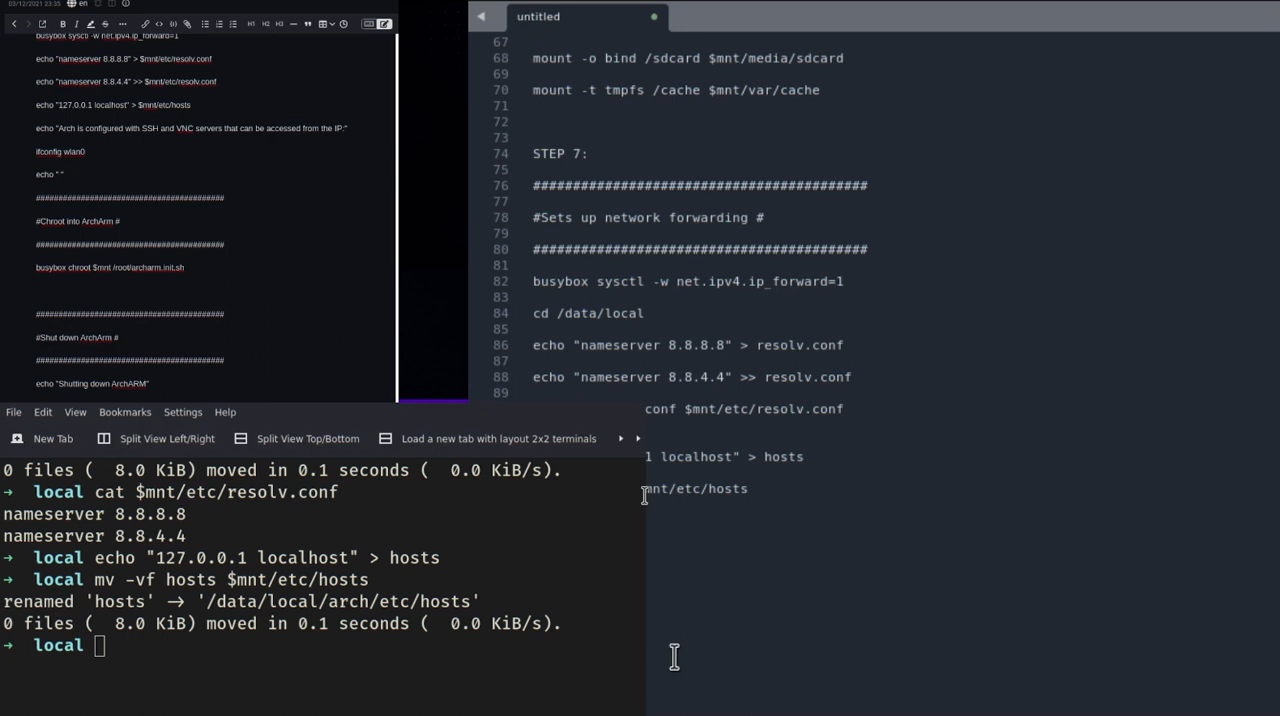 03/12/2021 23:35
en
B I S H1 H2 H3
busybox sysctl -w net.ipv4.ip_forward=1
echo "nameserver 8.8.8.8" > $mnt/etc/resolv.conf
echo "nameserver 8.8.4.4" >> $mnt/etc/resolv.conf
echo "127.0.0.1 localhost" > $mnt/etc/hosts
echo "Arch is configured with SSH and VNC servers that can be accessed from the IP:"
ifconfig wlan0
echo " "
##########################################
#Chroot into ArchArm #
##########################################
busybox chroot $mnt /root/archarm.init.sh
##########################################
#Shut down ArchArm #
##########################################
echo "Shutting down ArchARM"
untitled
67
68 mount -o bind /sdcard $mnt/media/sdcard
69
70 mount -t tmpfs /cache $mnt/var/cache
71
72
73
74 STEP 7:
75
76 ##########################################
77
78 #Sets up network forwarding #
79
80 ##########################################
81
82 busybox sysctl -w net.ipv4.ip_forward=1
83
84 cd /data/local
85
86 echo "nameserver 8.8.8.8" > resolv.conf
87
88 echo "nameserver 8.8.4.4" >> resolv.conf
89
conf $mnt/etc/resolv.conf
1 localhost" > hosts
mnt/etc/hosts
File Edit View Bookmarks Settings Help
New Tab Split View Left/Right Split View Top/Bottom Load a new tab with layout 2x2 terminals
0 files ( 8.0 KiB) moved in 0.1 seconds ( 0.0 KiB/s).
→ local cat $mnt/etc/resolv.conf
nameserver 8.8.8.8
nameserver 8.8.4.4
→ local echo "127.0.0.1 localhost" > hosts
→ local mv -vf hosts $mnt/etc/hosts
renamed 'hosts' -> '/data/local/arch/etc/hosts'
0 files ( 8.0 KiB) moved in 0.1 seconds ( 0.0 KiB/s).
→ local